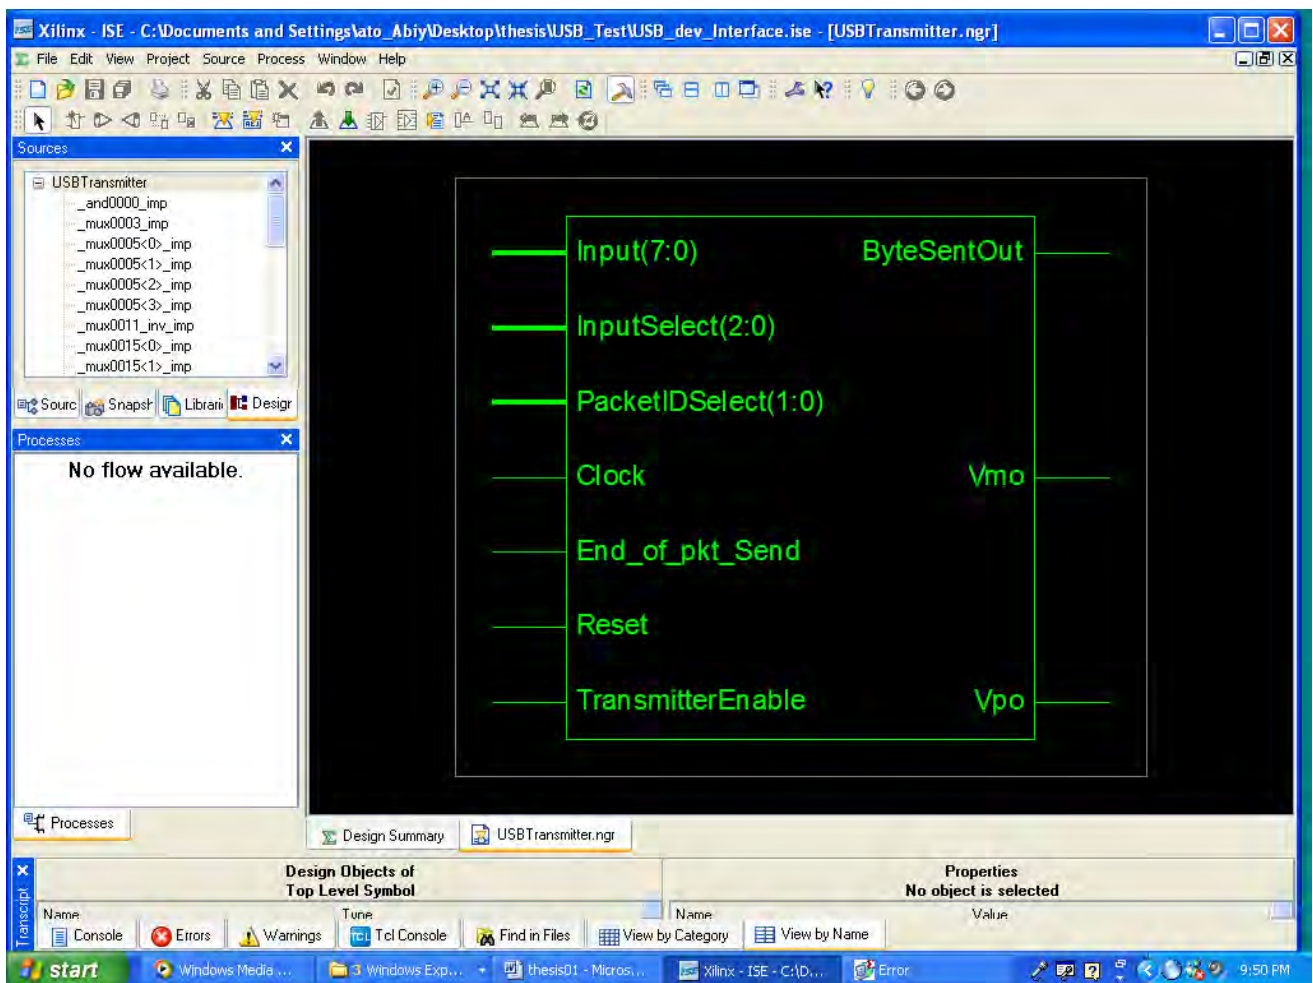 Xilinx - ISE - C:\Documents and Settings\ato_Abiy\Desktop\thesis\USB_Test\USB_dev_Interface.ise - [USBTransmitter.ngr]
File Edit View Project Source Process Window Help
Sources
USBTransmitter
_and0000_imp
_mux0003_imp
_mux0005<0>_imp
_mux0005<1>_imp
_mux0005<2>_imp
_mux0005<3>_imp
_mux0011_inv_imp
_mux0015<0>_imp
_mux0015<1>_imp
Sourc Snapsh Librari Design
Processes
No flow available.
Processes
Input(7:0) ByteSentOut
InputSelect(2:0)
PacketIDSelect(1:0)
Clock Vmo
End_of_pkt_Send
Reset
TransmitterEnable Vpo
Design Summary USBTransmitter.ngr
Transcript
Design Objects of
Top Level Symbol
Properties
No object is selected
Name Type Name Value
Console Errors Warnings TCL Tcl Console Find in Files View by Category View by Name
start Windows Media ... 3 Windows Exp... thesis01 - Micros... Xilinx - ISE - C:\D... Error 9:50 PM